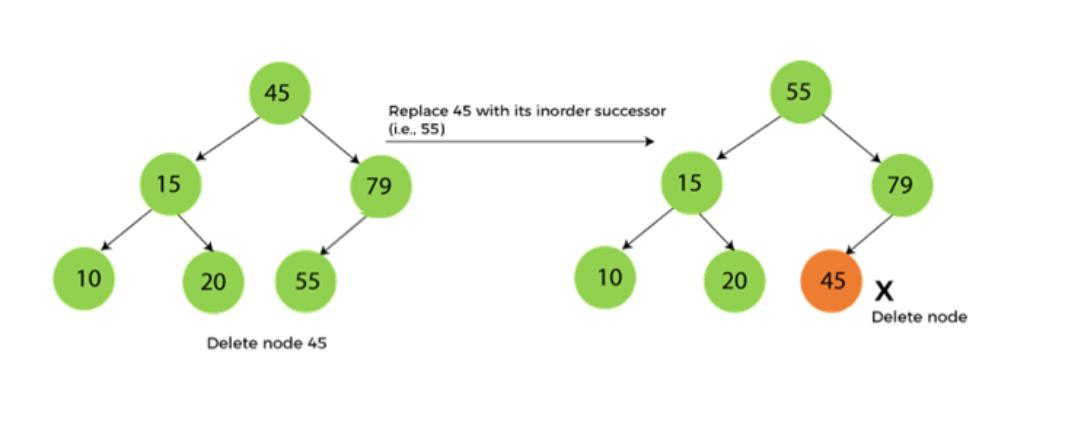 45
55
Replace 45 with its inorder successor
(i.e., 55)
15
79
15
79
10
20
55
10
20
45
X
Delete node
Delete node 45